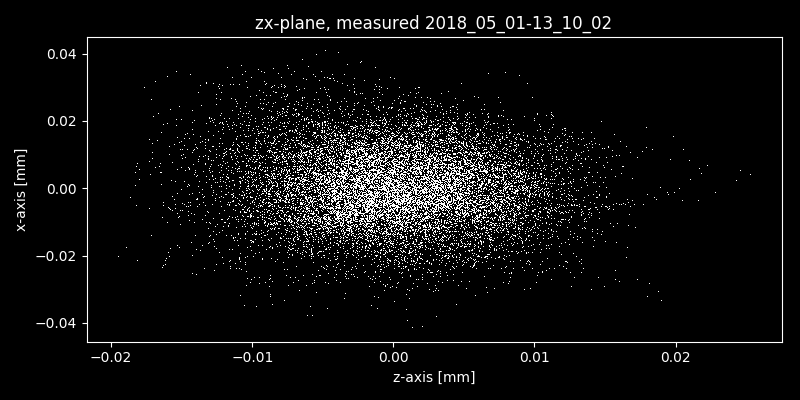 zx-plane, measured 2018_05_01-13_10_02
0.04
0.02
0.00
−0.02
−0.04
x-axis [mm]
−0.02 −0.01 0.00 0.01 0.02
z-axis [mm]